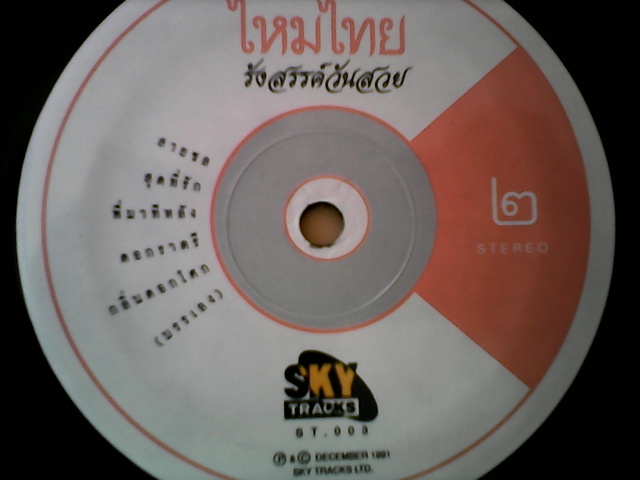 ไหมไทย
รังสรรค์วันสวย
สายชล
สุดที่รัก
ที่มาทีหลัง
ดอกราตรี
กลิ่นดอกโศก
(บรรเลง)
๒
STEREO
SKY
TRACKS
ST.003
Ⓟ & Ⓒ DECEMBER 1991
SKY TRACKS LTD.